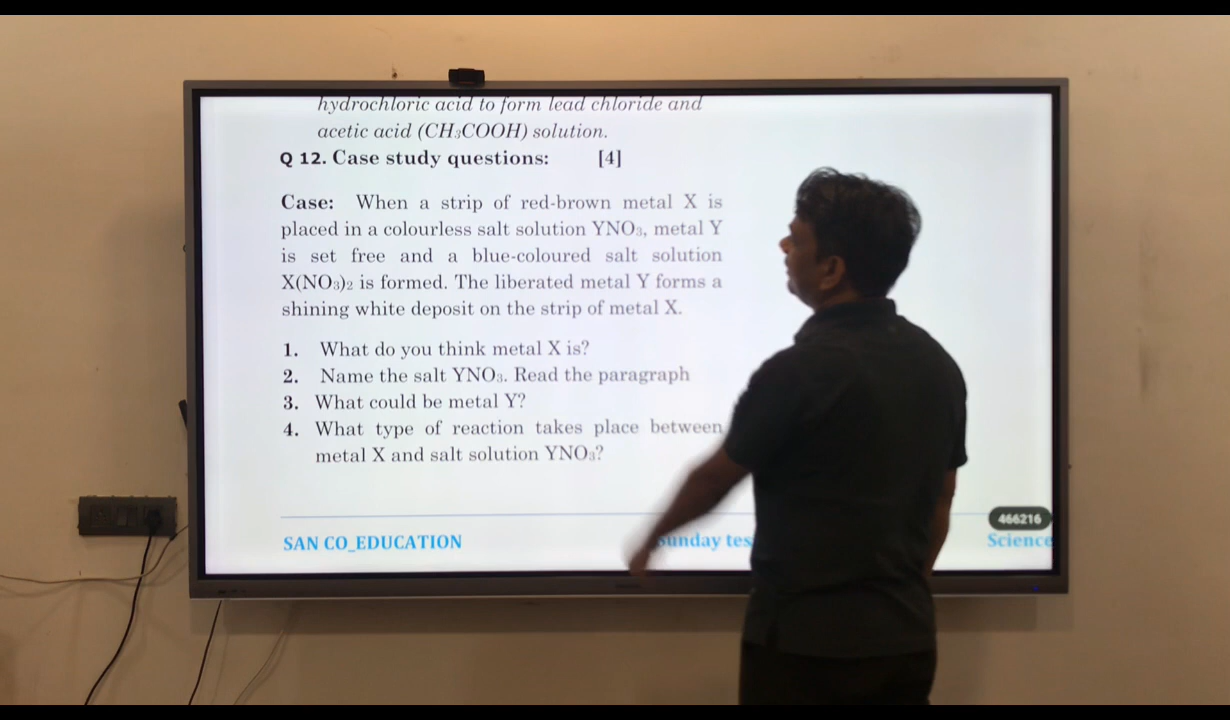 hydrochloric acid to form lead chloride and
acetic acid (CH₃COOH) solution.
Q 12. Case study questions: [4]
Case: When a strip of red-brown metal X is
placed in a colourless salt solution YNO₃, metal Y
is set free and a blue-coloured salt solution
X(NO₃)₂ is formed. The liberated metal Y forms a
shining white deposit on the strip of metal X.
1. What do you think metal X is?
2. Name the salt YNO₃. Read the paragraph
3. What could be metal Y?
4. What type of reaction takes place between
metal X and salt solution YNO₃?
466216
SAN CO_EDUCATION Science